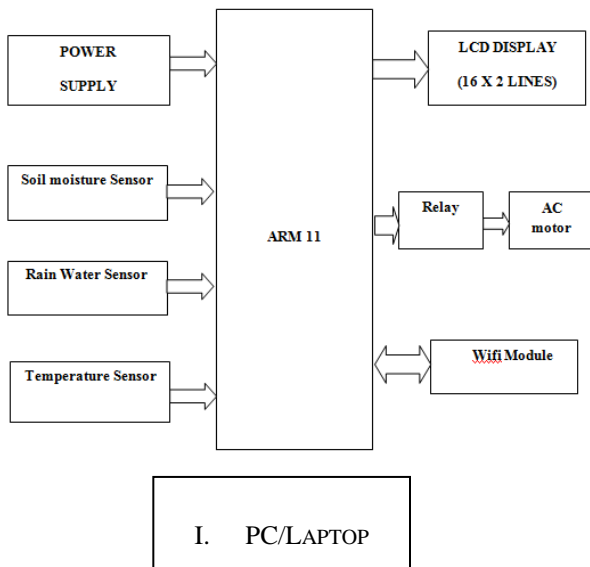 POWER
SUPPLY
LCD DISPLAY
(16 X 2 LINES)
Soil moisture Sensor
Relay
AC
motor
ARM 11
Rain Water Sensor
Wifi Module
Temperature Sensor
I. PC/LAPTOP